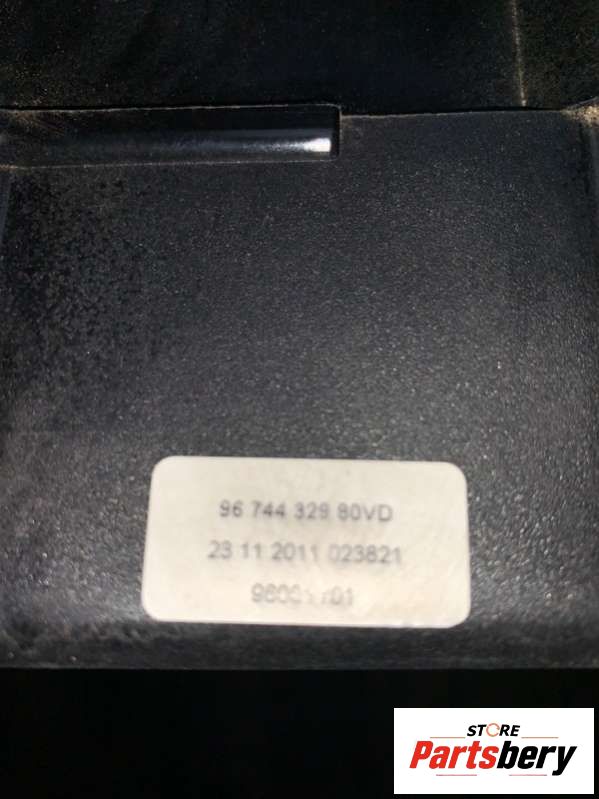 96 744 329 80VD
23 11 2011 023821
STORE
Partsbery